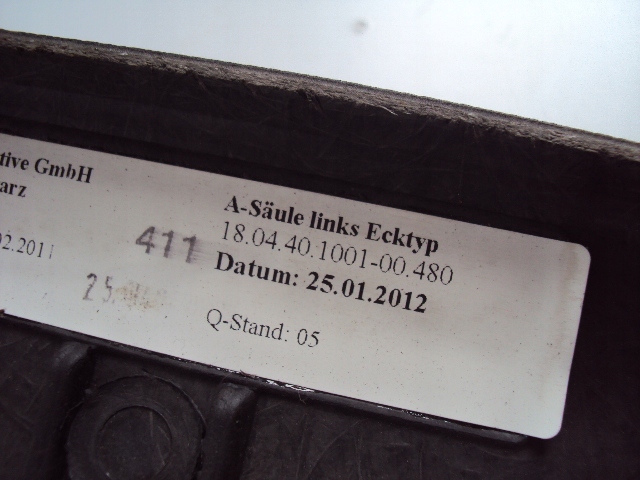 tive GmbH
arz
02.2011
411
A-Säule links Ecktyp
18.04.40.1001-00.480
Datum: 25.01.2012
Q-Stand: 05